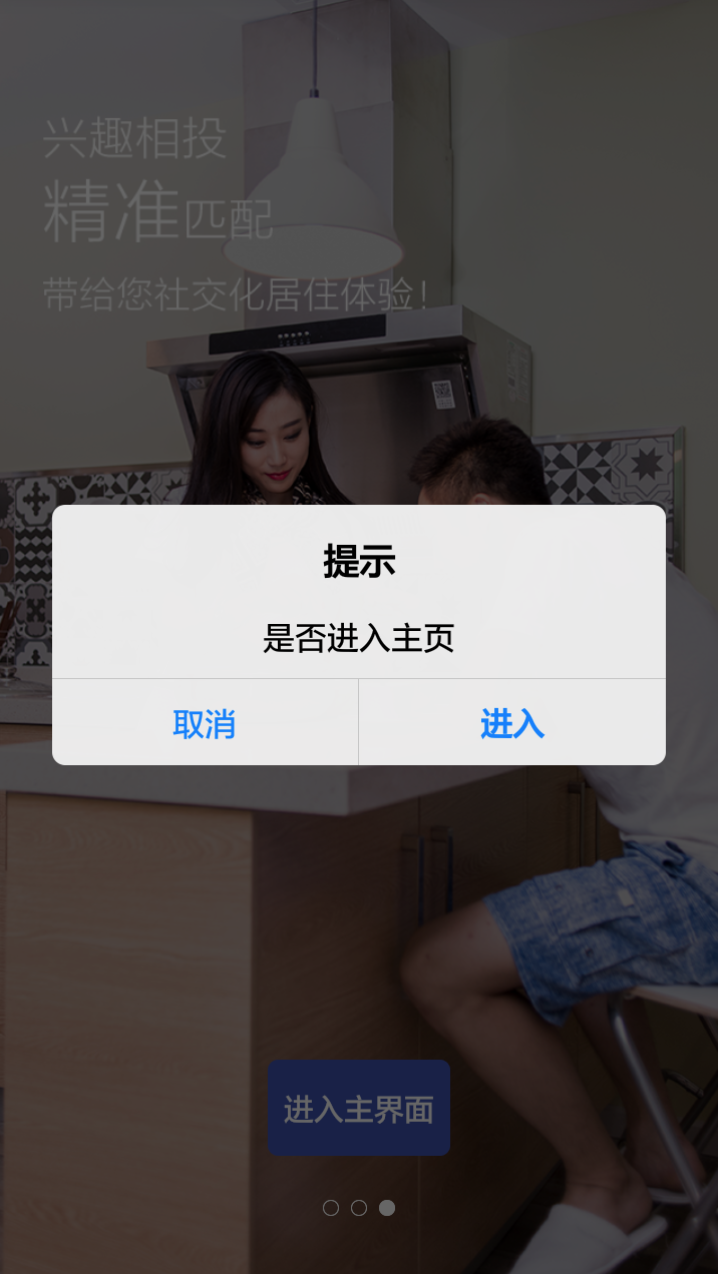 兴趣相投
精准匹配
带给您社交化居住体验！
提示
是否进入主页
取消
进入
进入主界面